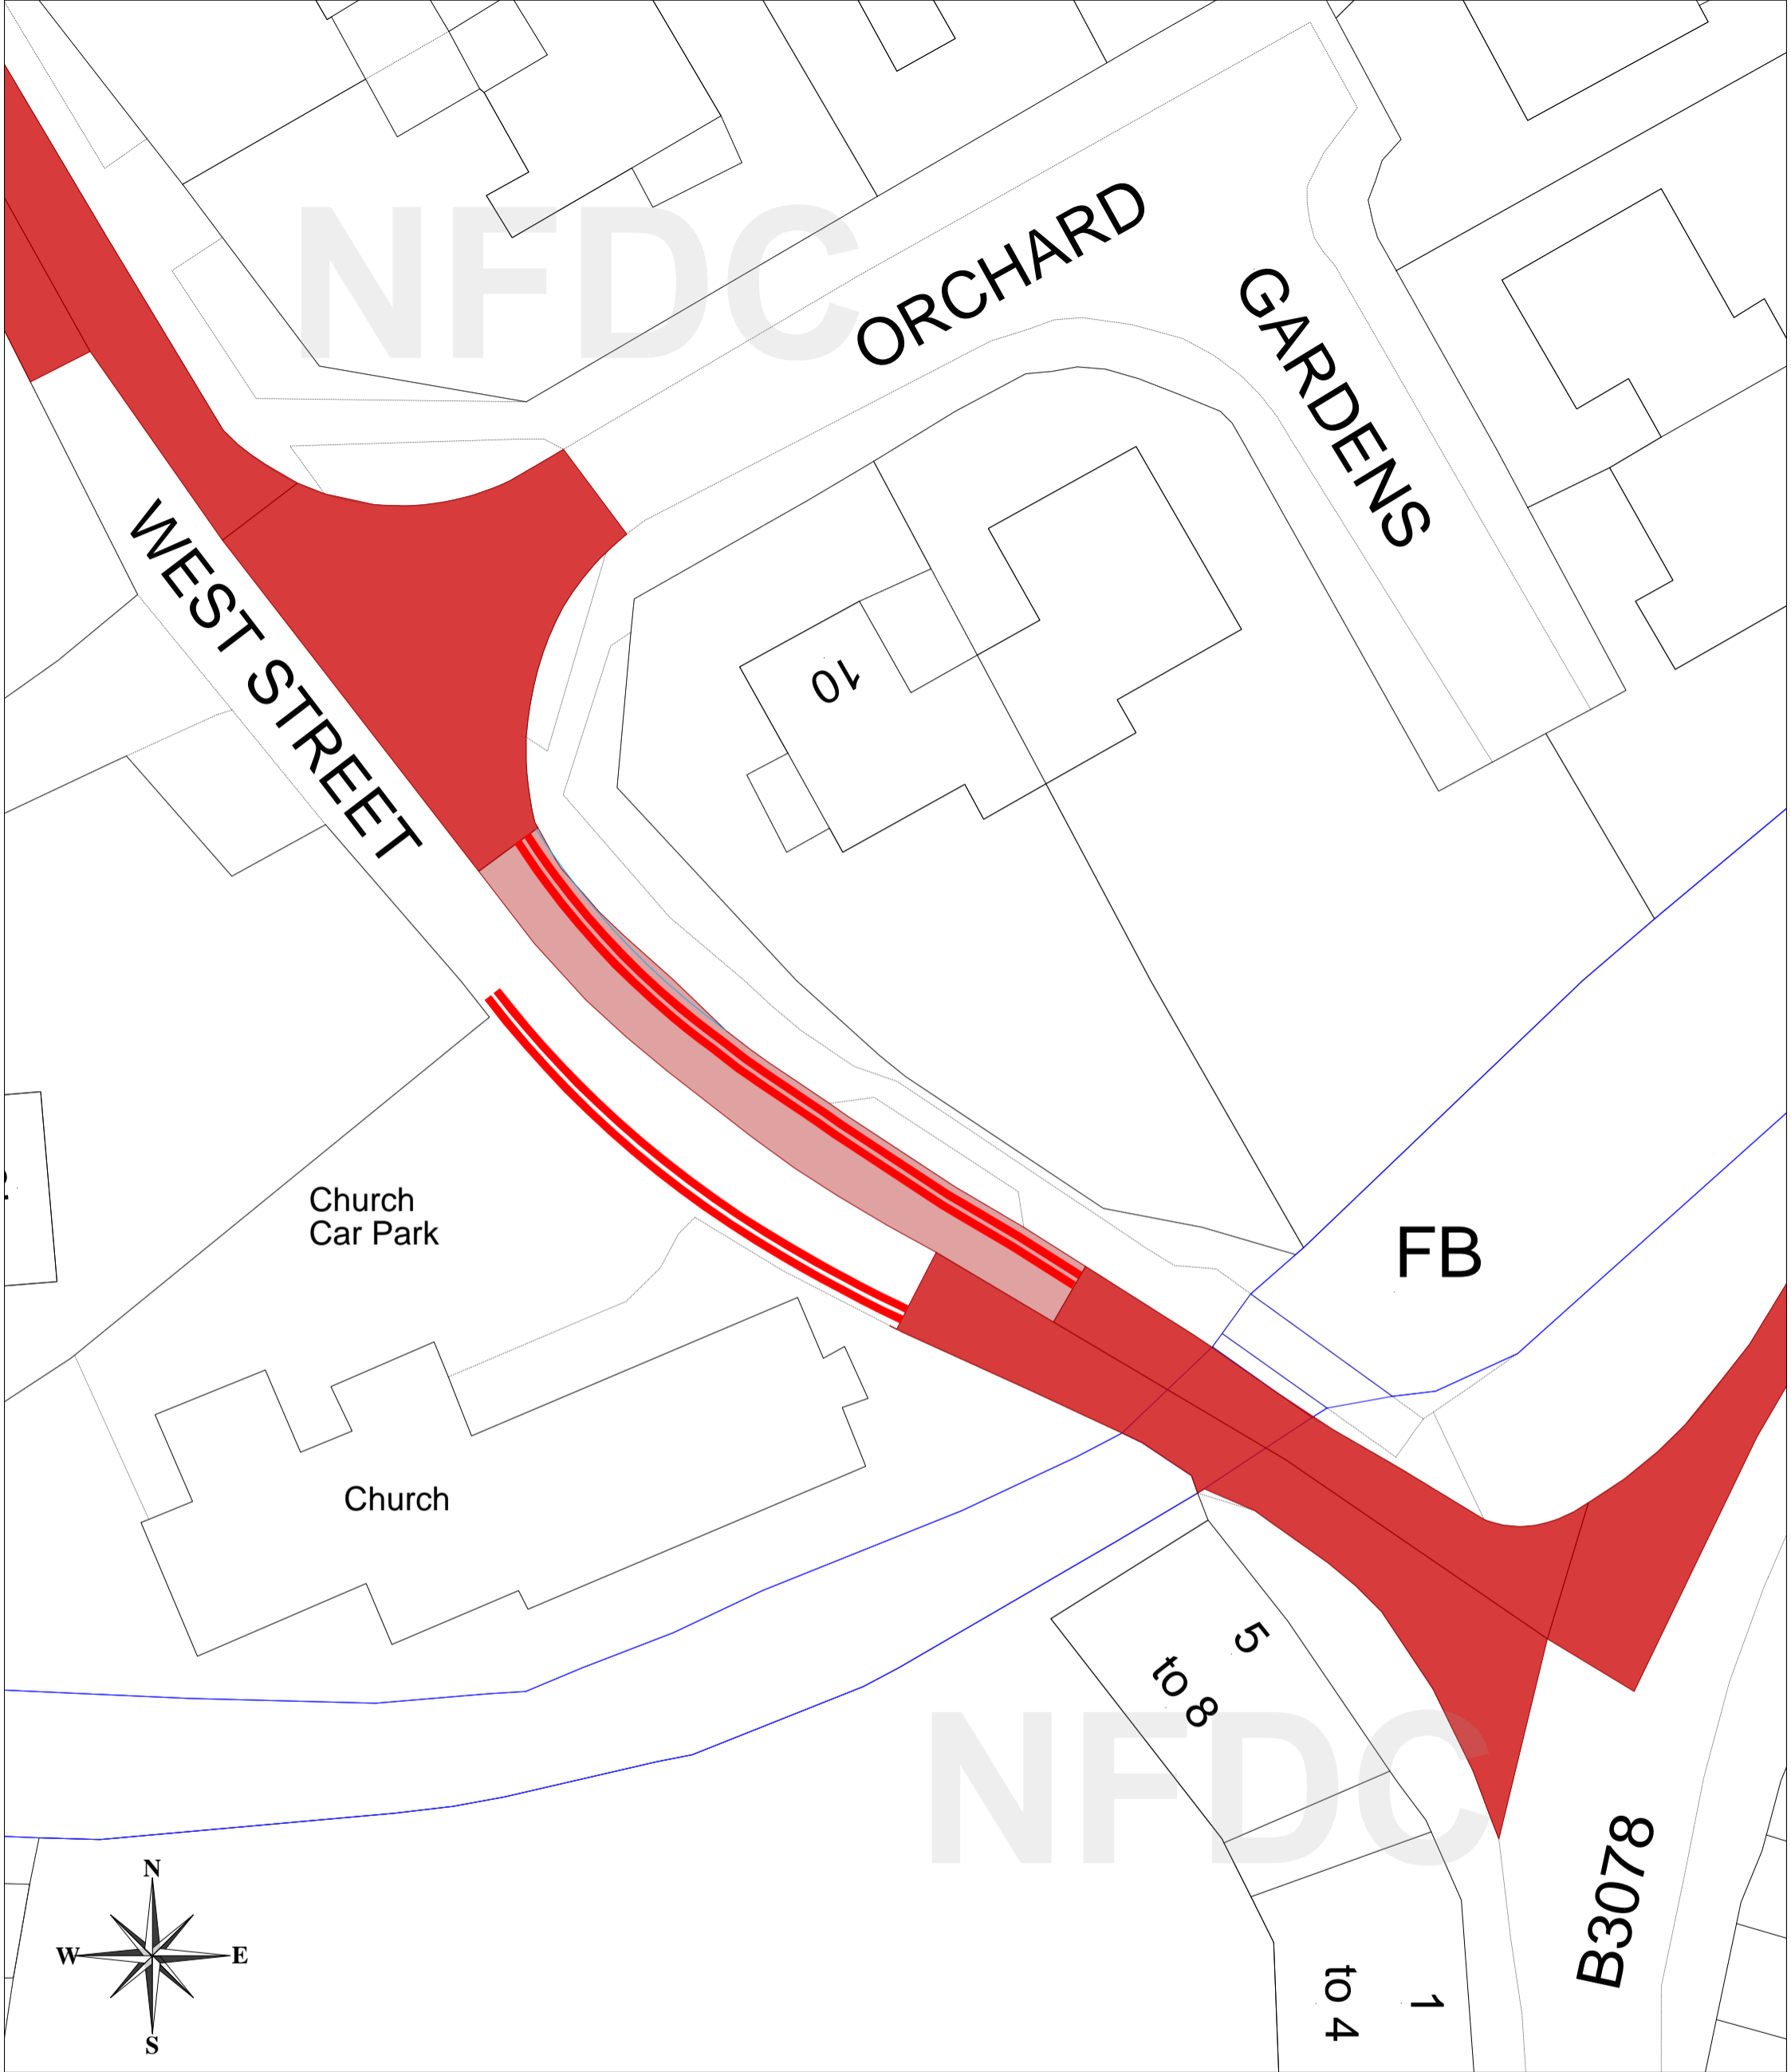 NFDC
ORCHARD
GARDENS
WEST STREET
10
Church
Car Park
FB
Church
5
to 8
NFDC
B3078
1
to 4
N
W
E
S